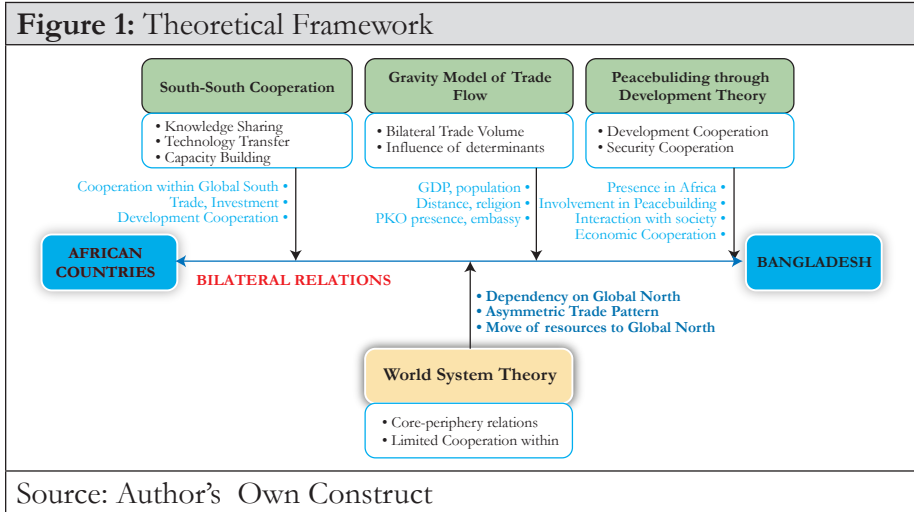 Figure 1: Theoretical Framework
South-South Cooperation
• Knowledge Sharing
• Technology Transfer
• Capacity Building
Gravity Model of Trade
Flow
• Bilateral Trade Volume
• Influence of determinants
Peacebuliding through
Development Theory
• Development Cooperation
• Security Cooperation
Cooperation within Global South •
Trade, Investment •
Development Cooperation •
GDP, population •
Distance, religion •
PKO presence, embassy •
Presence in Africa •
Involvement in Peacebuilding •
Interaction with society •
Economic Cooperation •
AFRICAN
COUNTRIES
BILATERAL RELATIONS
BANGLADESH
• Dependency on Global North
• Asymmetric Trade Pattern
• Move of resources to Global North
World System Theory
• Core-periphery relations
• Limited Cooperation within
Source: Author's Own Construct